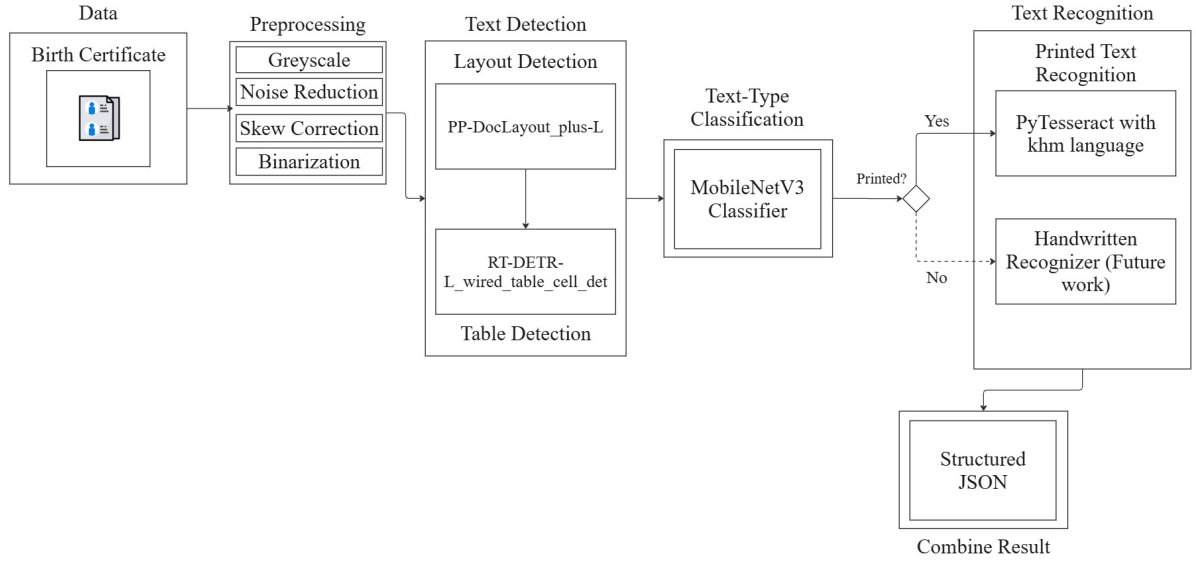 Data
Birth Certificate
Preprocessing
Greyscale
Noise Reduction
Skew Correction
Binarization
Text Detection
Layout Detection
PP-DocLayout_plus-L
RT-DETR-
L_wired_table_cell_det
Table Detection
Text-Type
Classification
MobileNetV3
Classifier
Printed?
Yes
No
Text Recognition
Printed Text
Recognition
PyTesseract with
khm language
Handwritten
Recognizer (Future
work)
Structured
JSON
Combine Result